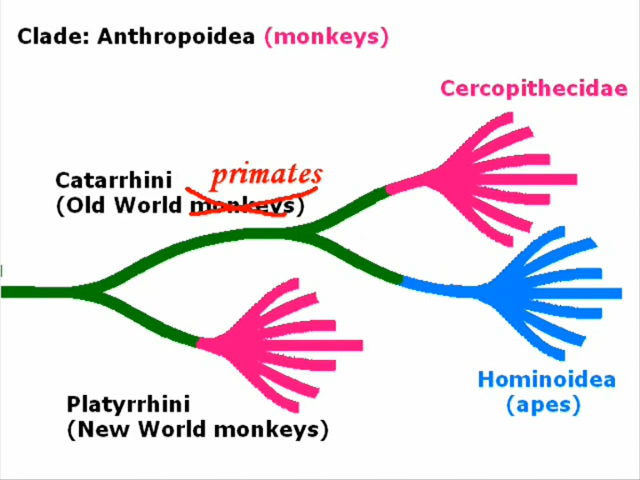 Clade: Anthropoidea (monkeys)
Cercopithecidae
primates
Catarrhini
(Old World monkeys)
Hominoidea
(apes)
Platyrrhini
(New World monkeys)